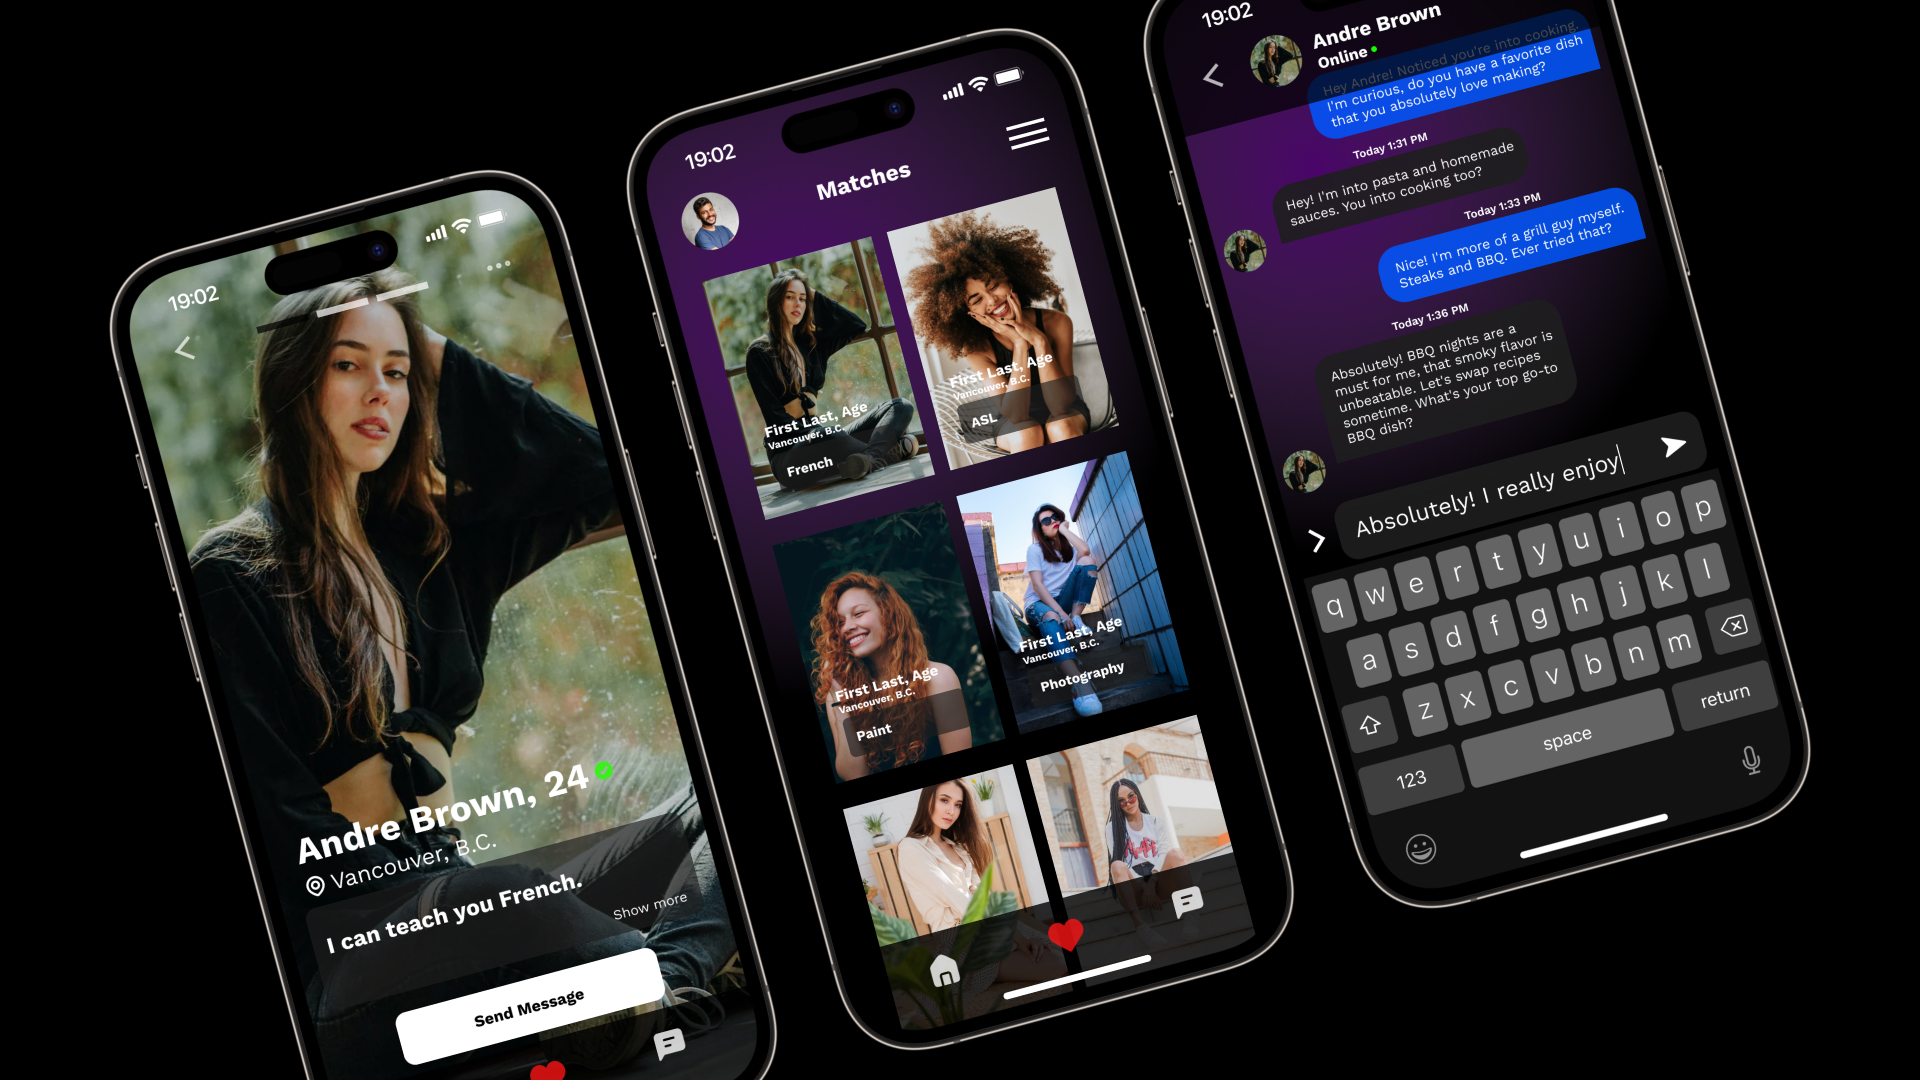 19:02
Andre Brown, 24
Vancouver, B.C.
I can teach you French.
Show more
Send Message
19:02
Matches
First Last, Age
Vancouver, B.C.
French
First Last, Age
Vancouver, B.C.
ASL
First Last, Age
Vancouver, B.C.
Paint
First Last, Age
Vancouver, B.C.
Photography
19:02
Andre Brown
Online
Hey Andre! Noticed you're into cooking.
I'm curious, do you have a favorite dish
that you absolutely love making?
Today 1:31 PM
Hey! I'm into pasta and homemade
sauces. You into cooking too?
Today 1:33 PM
Nice! I'm more of a grill guy myself.
Steaks and BBQ. Ever tried that?
Today 1:36 PM
Absolutely! BBQ nights are a
must for me, that smoky flavor is
unbeatable. Let's swap recipes
sometime. What's your top go-to
BBQ dish?
Absolutely! I really enjoy
q w e r t y u i o p
a s d f g h j k l
z x c v b n m
123 space return